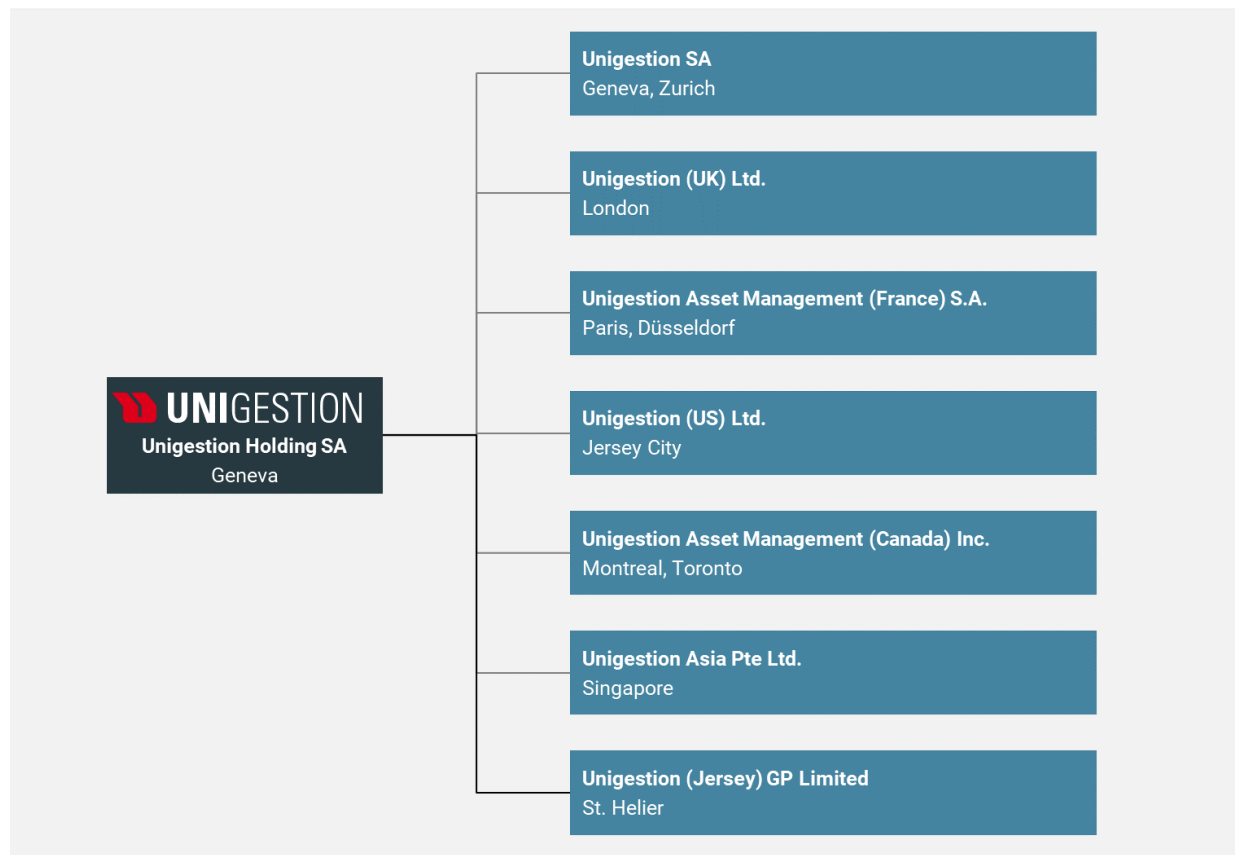 Unigestion SA
Geneva, Zurich
Unigestion (UK) Ltd.
London
Unigestion Asset Management (France) S.A.
Paris, Düsseldorf
UNIGESTION
Unigestion Holding SA
Geneva
Unigestion (US) Ltd.
Jersey City
Unigestion Asset Management (Canada) Inc.
Montreal, Toronto
Unigestion Asia Pte Ltd.
Singapore
Unigestion (Jersey) GP Limited
St. Helier